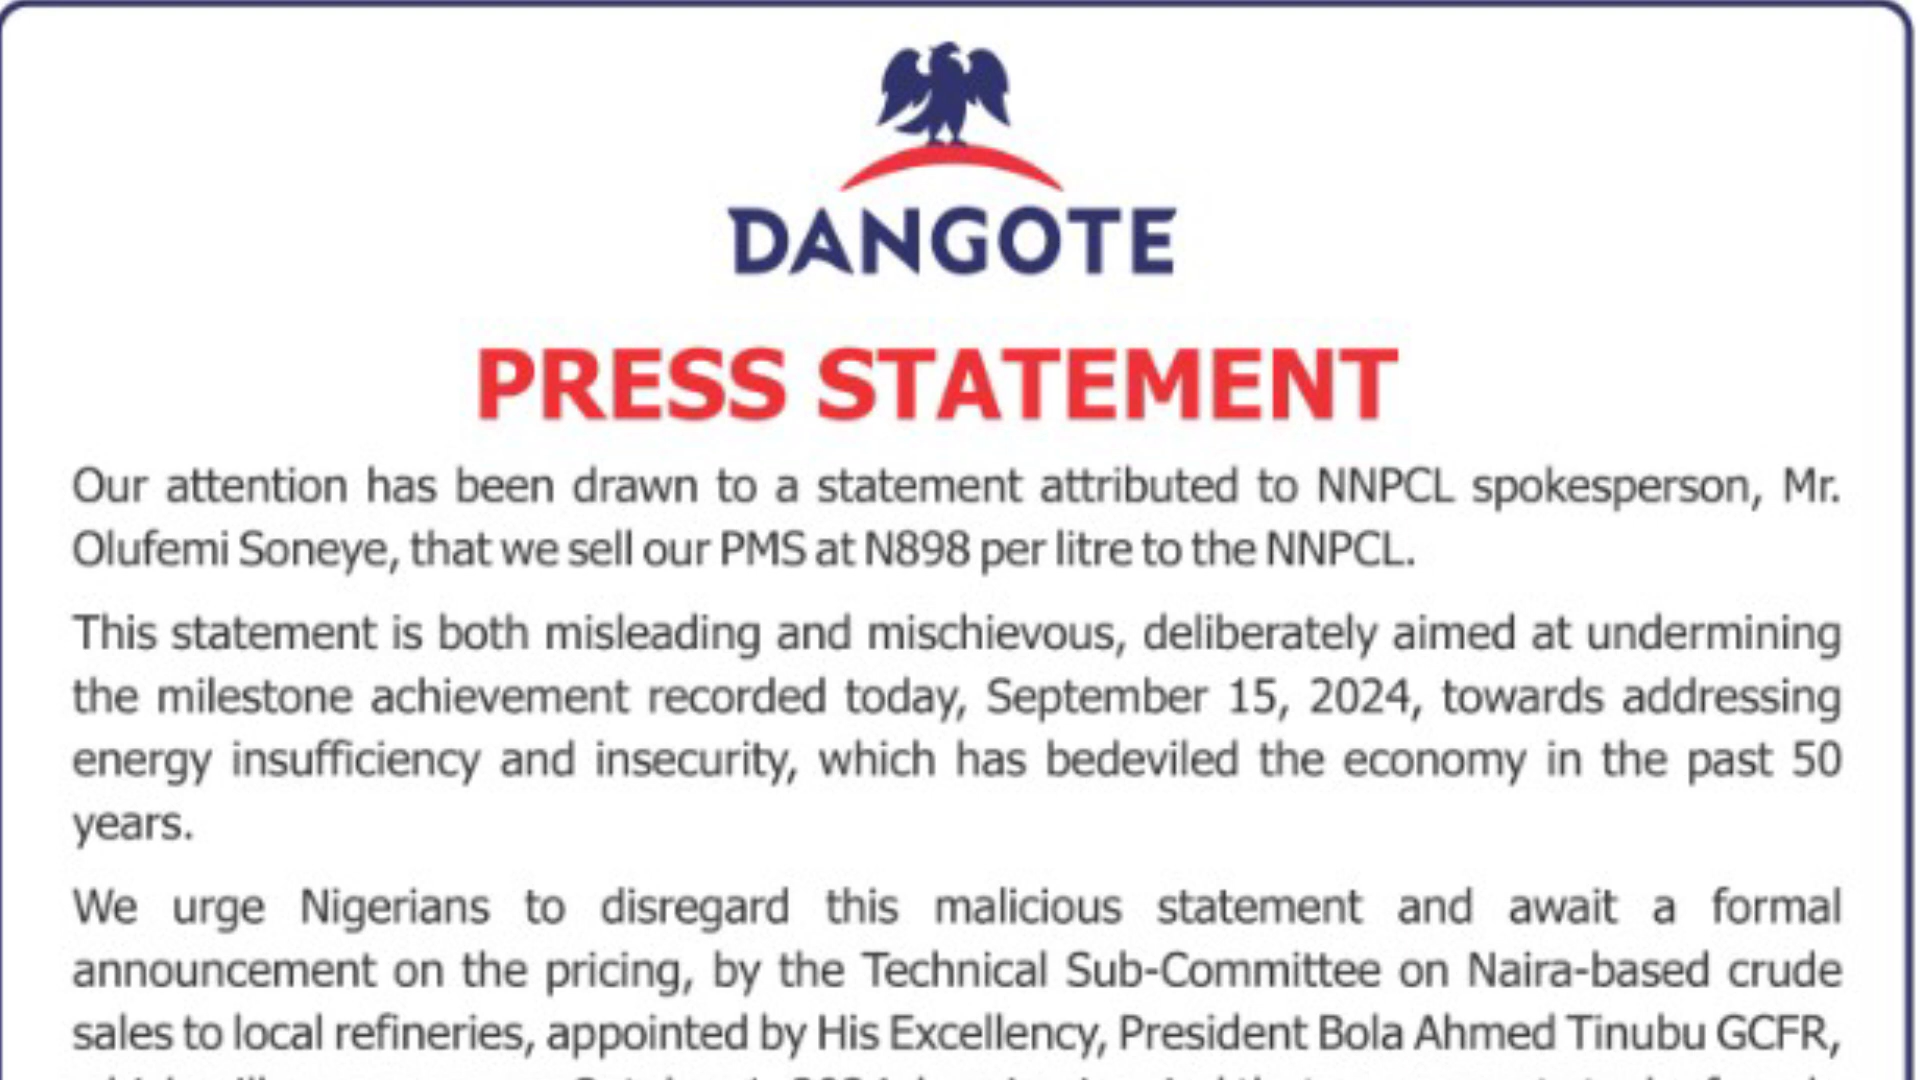 DANGOTE
PRESS STATEMENT
Our attention has been drawn to a statement attributed to NNPCL spokesperson, Mr.
Olufemi Soneye, that we sell our PMS at N898 per litre to the NNPCL.
This statement is both misleading and mischievous, deliberately aimed at undermining
the milestone achievement recorded today, September 15, 2024, towards addressing
energy insufficiency and insecurity, which has bedeviled the economy in the past 50
years.
We urge Nigerians to disregard this malicious statement and await a formal
announcement on the pricing, by the Technical Sub-Committee on Naira-based crude
sales to local refineries, appointed by His Excellency, President Bola Ahmed Tinubu GCFR,